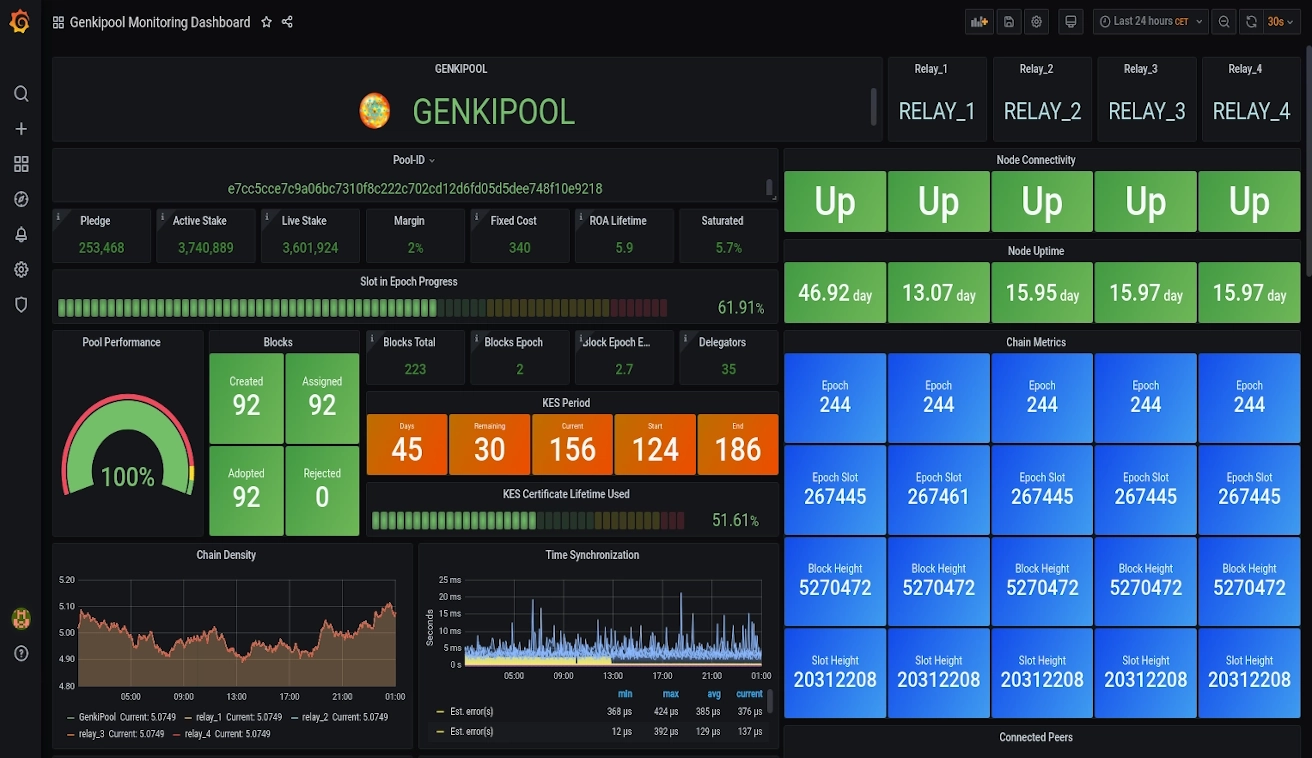 Genkipool Monitoring Dashboard
Last 24 hours CET
30s
GENKIPOOL
GENKIPOOL
Relay_1
RELAY_1
Relay_2
RELAY_2
Relay_3
RELAY_3
Relay_4
RELAY_4
Pool-ID
e7cc5cce7c9a06bc7310f8c222c702cd12d6fd05d5dee748f10e9218
Node Connectivity
Up Up Up Up Up
Pledge
253,468
Active Stake
3,740,889
Live Stake
3,601,924
Margin
2%
Fixed Cost
340
ROA Lifetime
5.9
Saturated
5.7%
Node Uptime
46.92 day 13.07 day 15.95 day 15.97 day 15.97 day
Slot in Epoch Progress
61.91%
Pool Performance
100%
Blocks
Created
92
Assigned
92
Adopted
92
Rejected
0
Blocks Total
223
Blocks Epoch
2
Block Epoch E...
2.7
Delegators
35
KES Period
Days
45
Remaining
30
Current
156
Start
124
End
186
KES Certificate Lifetime Used
51.61%
Chain Metrics
Epoch Epoch Epoch Epoch Epoch
244 244 244 244 244
Epoch Slot Epoch Slot Epoch Slot Epoch Slot Epoch Slot
267445 267461 267445 267445 267445
Block Height Block Height Block Height Block Height Block Height
5270472 5270472 5270472 5270472 5270472
Slot Height Slot Height Slot Height Slot Height Slot Height
20312208 20312208 20312208 20312208 20312208
Chain Density
5.20
5.10
5.00
4.90
4.80
05:00 09:00 13:00 17:00 21:00 01:00
GenkiPool Current: 5.0749 relay_1 Current: 5.0749 relay_2 Current: 5.0749
relay_3 Current: 5.0749 relay_4 Current: 5.0749
Time Synchronization
Seconds
25 ms
20 ms
15 ms
10 ms
5 ms
0 s
05:00 09:00 13:00 17:00 21:00 01:00
min max avg current
Est. error(s) 368 µs 424 µs 385 µs 376 µs
Est. error(s) 12 µs 392 µs 129 µs 137 µs
Connected Peers